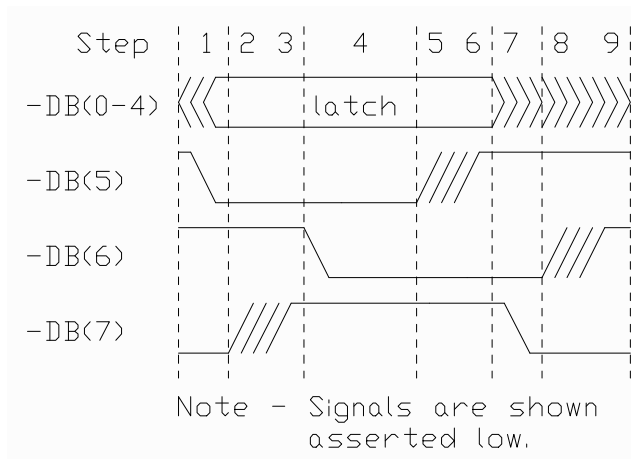 Step 1 2 3 4 5 6 7 8 9
-DB(0-4) latch
-DB(5)
-DB(6)
-DB(7)
Note - Signals are shown
asserted low.